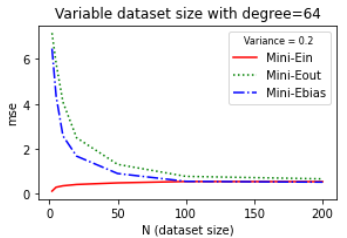 Variable dataset size with degree=64
Variance = 0.2
Mini-Ein
Mini-Eout
Mini-Ebias
mse
6
4
2
0
0
50
100
150
200
N (dataset size)